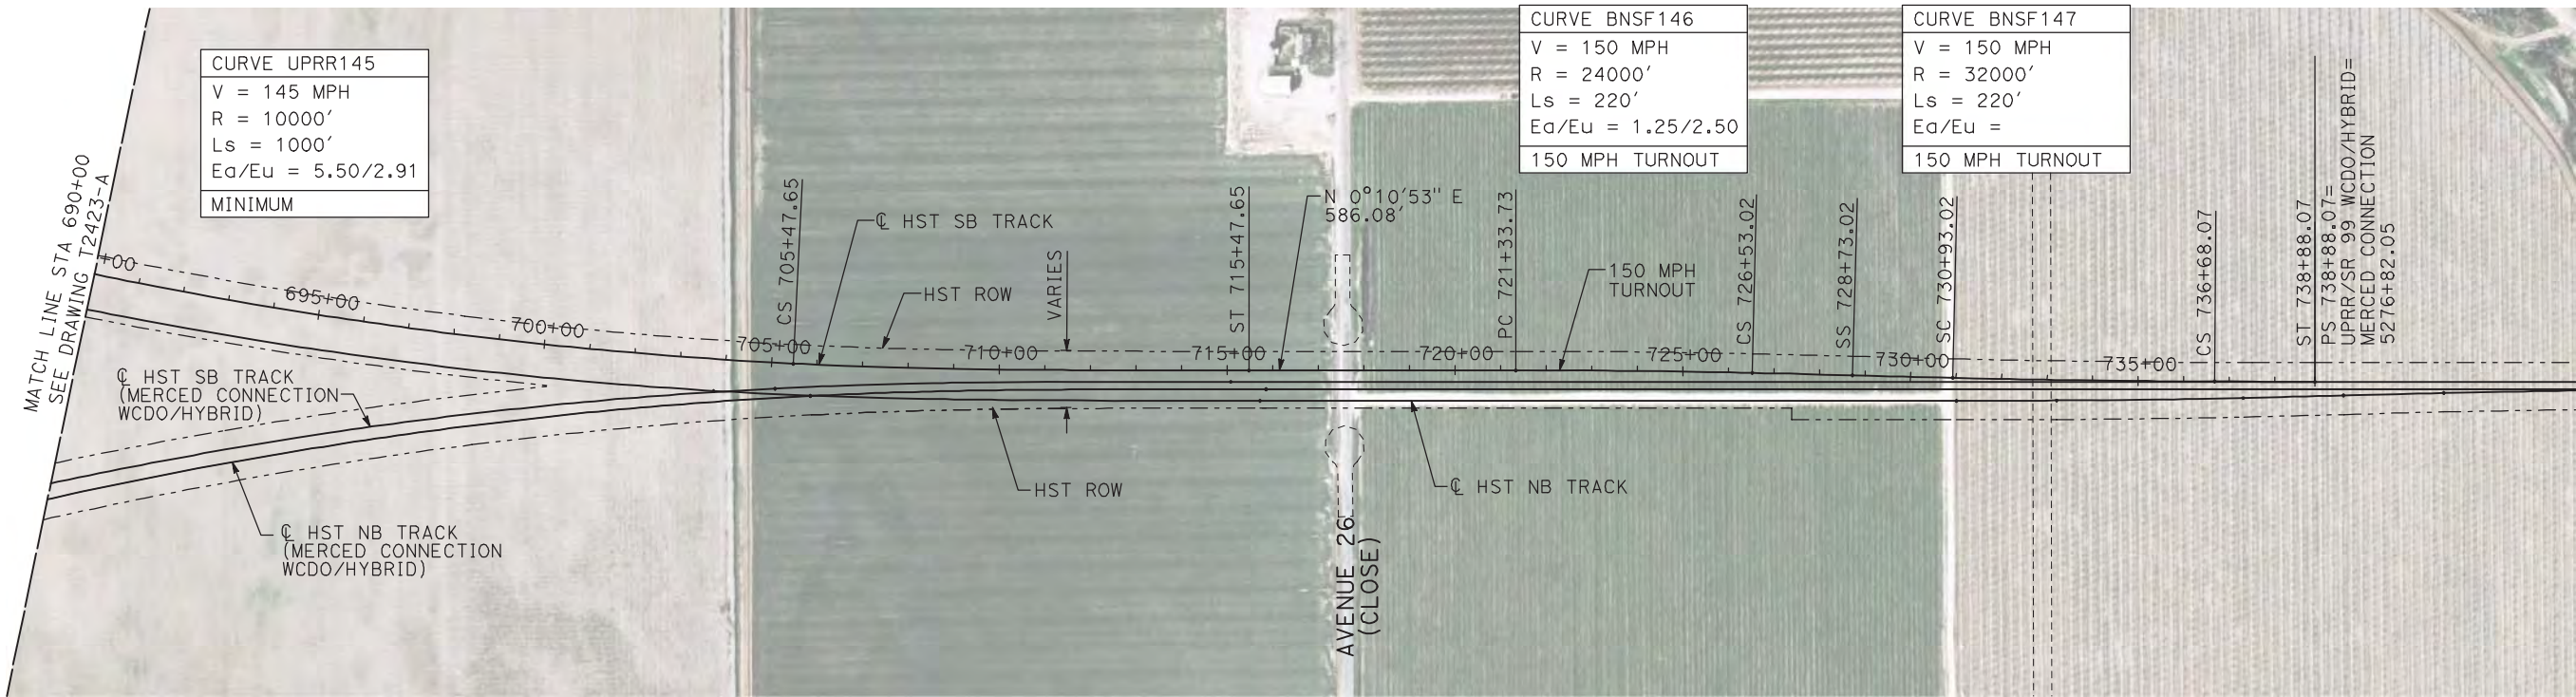 MATCH LINE STA 690+00
SEE DRAWING T2423-A
CURVE UPRR145
V = 145 MPH
R = 10000'
Ls = 1000'
Ea/Eu = 5.50/2.91
MINIMUM
CURVE BNSF146
V = 150 MPH
R = 24000'
Ls = 220'
Ea/Eu = 1.25/2.50
150 MPH TURNOUT
CURVE BNSF147
V = 150 MPH
R = 32000'
Ls = 220'
Ea/Eu =
150 MPH TURNOUT
+00
695+00
700+00
705+00
710+00
715+00
720+00
725+00
730+00
735+00
CS 705+47.65
℄ HST SB TRACK
HST ROW
VARIES
ST 715+47.65
N 0°10'53" E
586.08'
PC 721+33.73
150 MPH
TURNOUT
CS 726+53.02
SS 728+73.02
SC 730+93.02
CS 736+68.07
ST 738+88.07
PS 738+88.07=
UPRR/SR 99 WCDO/HYBRID=
MERCED CONNECTION
5276+82.05
℄ HST SB TRACK
(MERCED CONNECTION
WCDO/HYBRID)
℄ HST NB TRACK
(MERCED CONNECTION
WCDO/HYBRID)
HST ROW
℄ HST NB TRACK
AVENUE 26
(CLOSE)